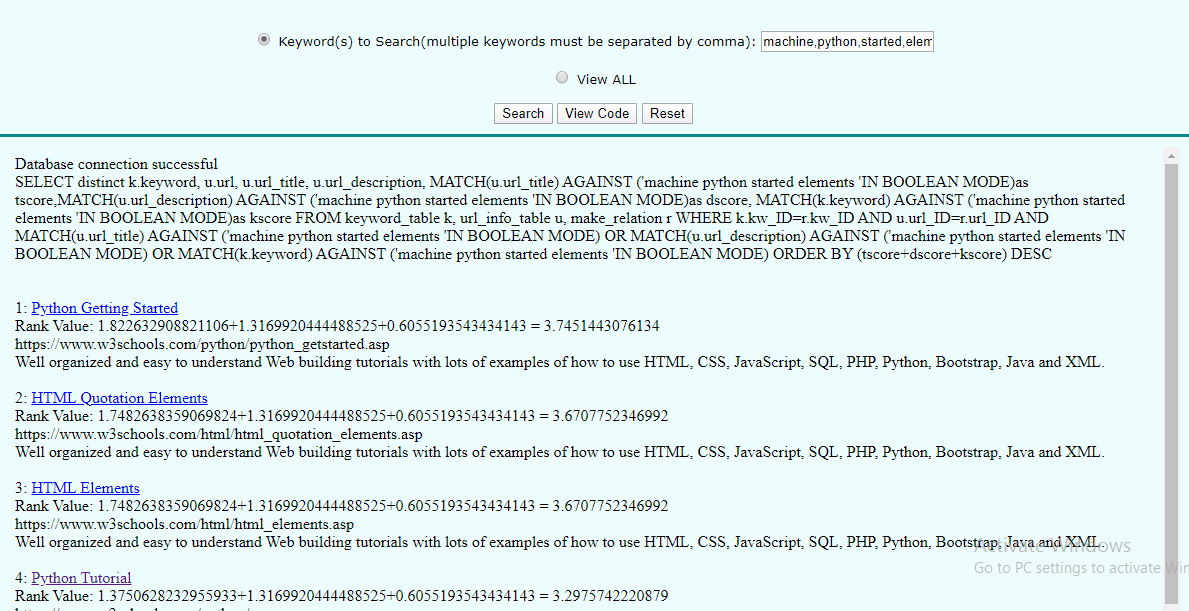 Keyword(s) to Search(multiple keywords must be separated by comma): machine,python,started,elem
View ALL
Search View Code Reset
Database connection successful
SELECT distinct k.keyword, u.url, u.url_title, u.url_description, MATCH(u.url_title) AGAINST ('machine python started elements 'IN BOOLEAN MODE)as
tscore,MATCH(u.url_description) AGAINST ('machine python started elements 'IN BOOLEAN MODE)as dscore, MATCH(k.keyword) AGAINST ('machine python started
elements 'IN BOOLEAN MODE)as kscore FROM keyword_table k, url_info_table u, make_relation r WHERE k.kw_ID=r.kw_ID AND u.url_ID=r.url_ID AND
MATCH(u.url_title) AGAINST ('machine python started elements 'IN BOOLEAN MODE) OR MATCH(u.url_description) AGAINST ('machine python started elements 'IN
BOOLEAN MODE) OR MATCH(k.keyword) AGAINST ('machine python started elements 'IN BOOLEAN MODE) ORDER BY (tscore+dscore+kscore) DESC
1: Python Getting Started
Rank Value: 1.822632908821106+1.3169920444488525+0.6055193543434143 = 3.7451443076134
https://www.w3schools.com/python/python_getstarted.asp
Well organized and easy to understand Web building tutorials with lots of examples of how to use HTML, CSS, JavaScript, SQL, PHP, Python, Bootstrap, Java and XML.
2: HTML Quotation Elements
Rank Value: 1.7482638359069824+1.3169920444488525+0.6055193543434143 = 3.6707752346992
https://www.w3schools.com/html/html_quotation_elements.asp
Well organized and easy to understand Web building tutorials with lots of examples of how to use HTML, CSS, JavaScript, SQL, PHP, Python, Bootstrap, Java and XML.
3: HTML Elements
Rank Value: 1.7482638359069824+1.3169920444488525+0.6055193543434143 = 3.6707752346992
https://www.w3schools.com/html/html_elements.asp
Well organized and easy to understand Web building tutorials with lots of examples of how to use HTML, CSS, JavaScript, SQL, PHP, Python, Bootstrap, Java and XML.
Activate Windows
Go to PC settings to activate Win
4: Python Tutorial
Rank Value: 1.3750628232955933+1.3169920444488525+0.6055193543434143 = 3.2975742220879